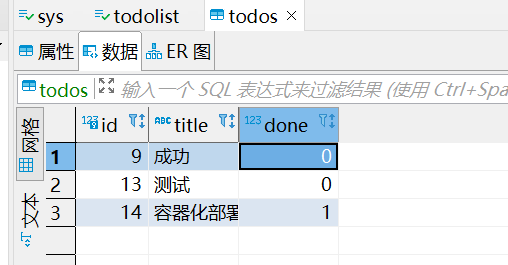 sys todolist todos
属性 数据 ER 图
todos 输入一个 SQL 表达式来过滤结果 (使用 Ctrl+Spa
网格 123 id ABC title 123 done
1 9 成功 0
2 13 测试 0
3 14 容器化部署 1
文本